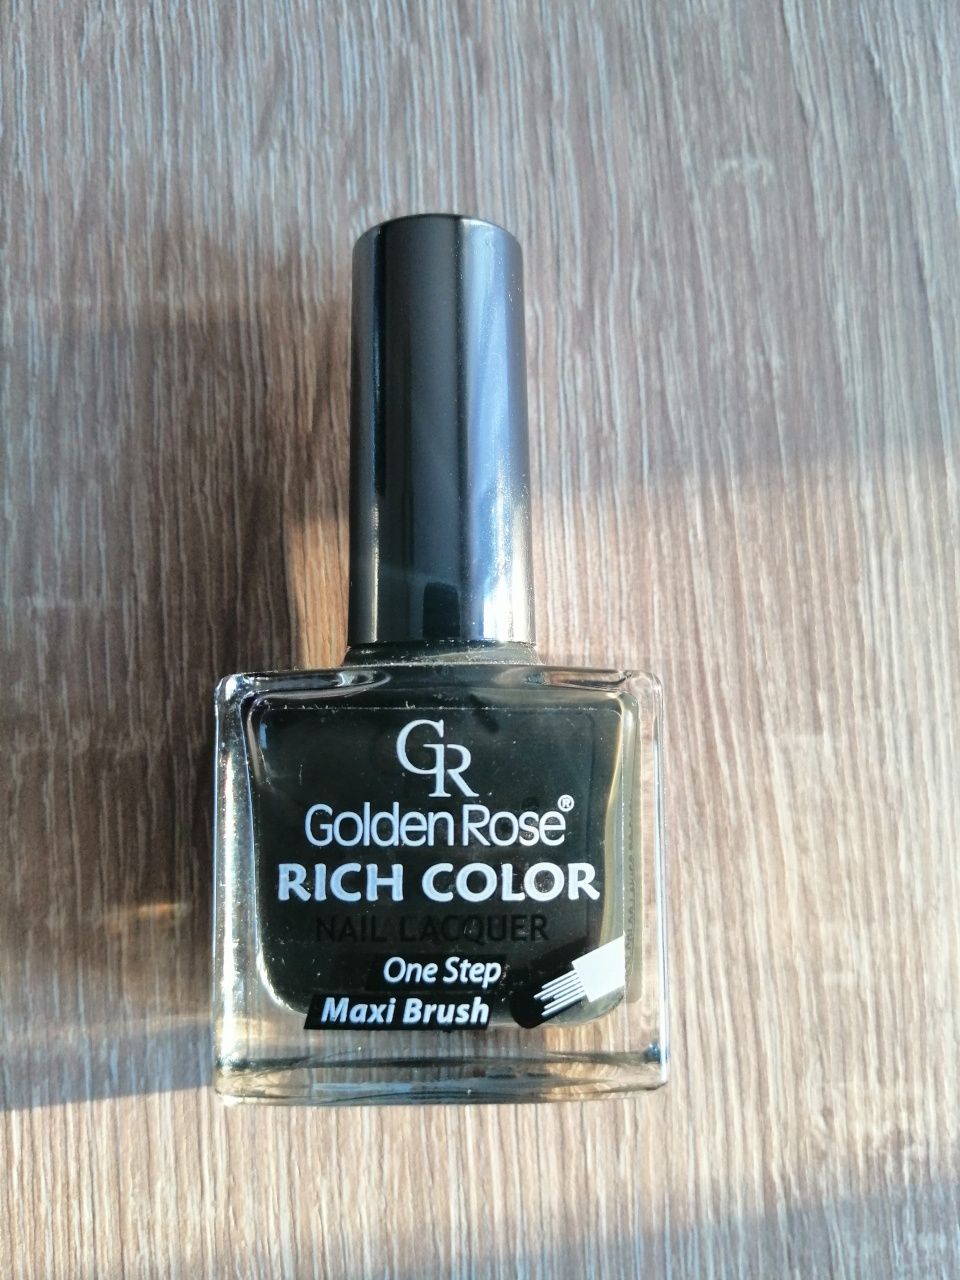 GR
Golden Rose®
RICH COLOR
NAIL LACQUER
One Step
Maxi Brush